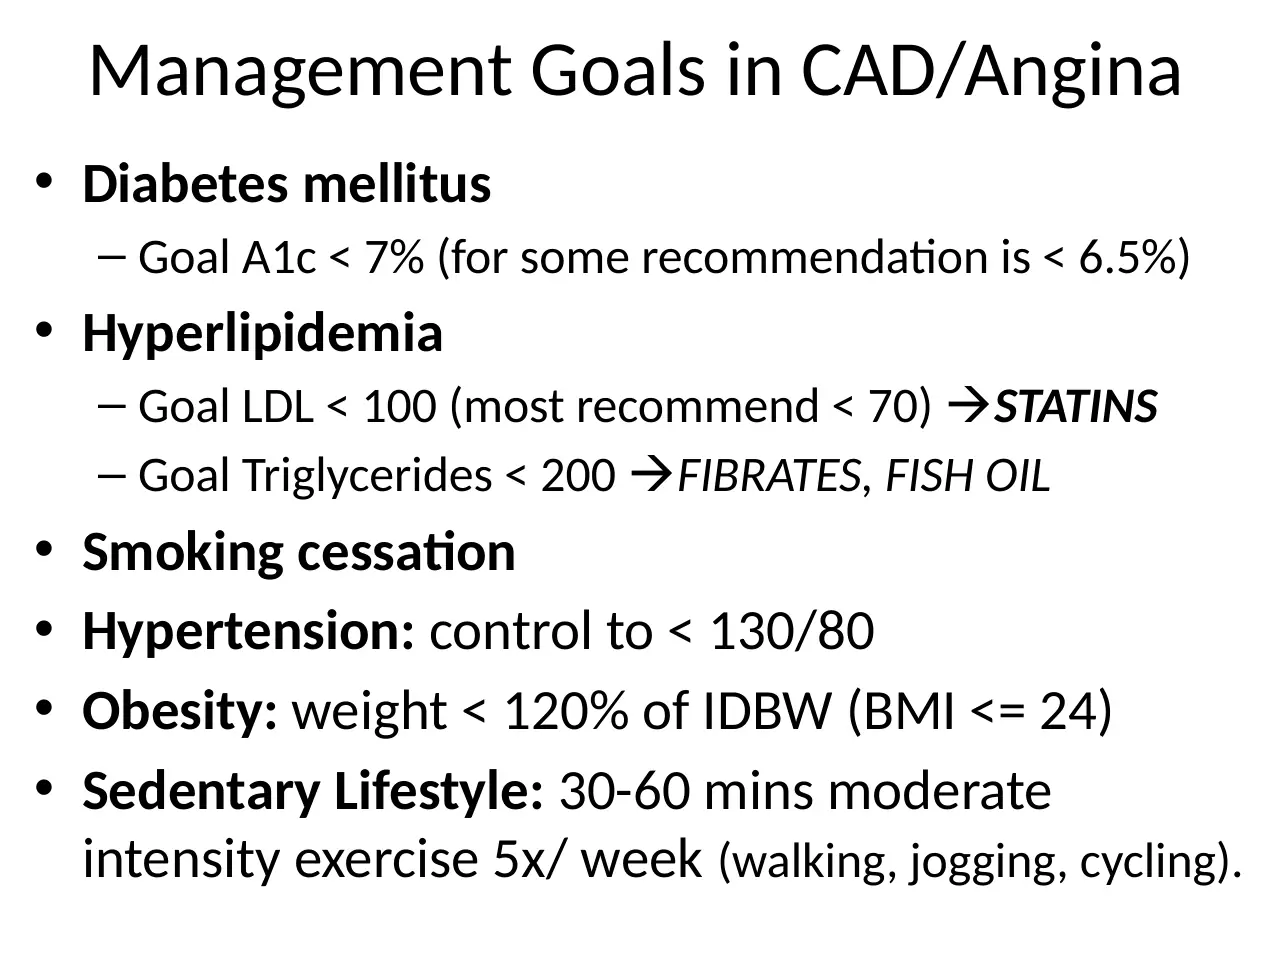 Management Goals in CAD/Angina
• Diabetes mellitus
– Goal A1c < 7% (for some recommendation is < 6.5%)
• Hyperlipidemia
– Goal LDL < 100 (most recommend < 70) →STATINS
– Goal Triglycerides < 200 →FIBRATES, FISH OIL
• Smoking cessation
• Hypertension: control to < 130/80
• Obesity: weight < 120% of IDBW (BMI <= 24)
• Sedentary Lifestyle: 30-60 mins moderate
intensity exercise 5x/ week (walking, jogging, cycling).